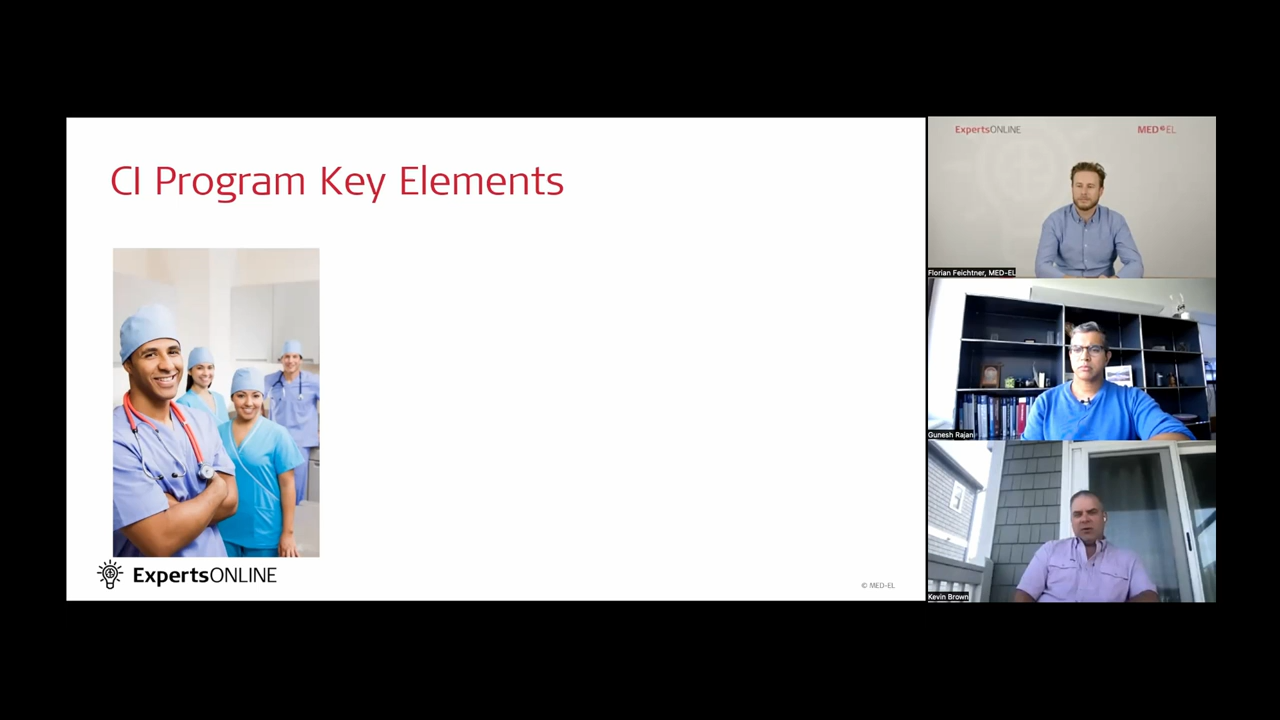 CI Program Key Elements
ExpertsONLINE
© MED-EL
ExpertsONLINE
MED EL
Florian Feichtner, MED-EL
Gunesh Rajan
Kevin Brown